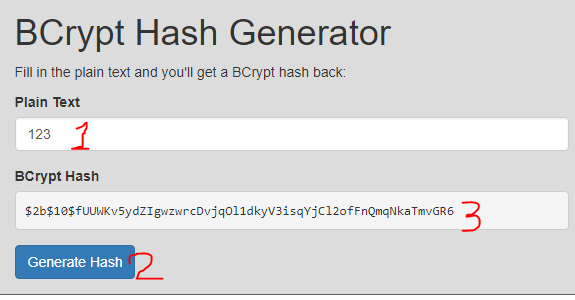 BCrypt Hash Generator
Fill in the plain text and you'll get a BCrypt hash back:
Plain Text
123 1
BCrypt Hash
$2b$10$fUUWKv5ydZIgwzwrcDvjqOl1dkyV3isqYjCl2ofFnQmqNkaTmvGR6 3
Generate Hash 2